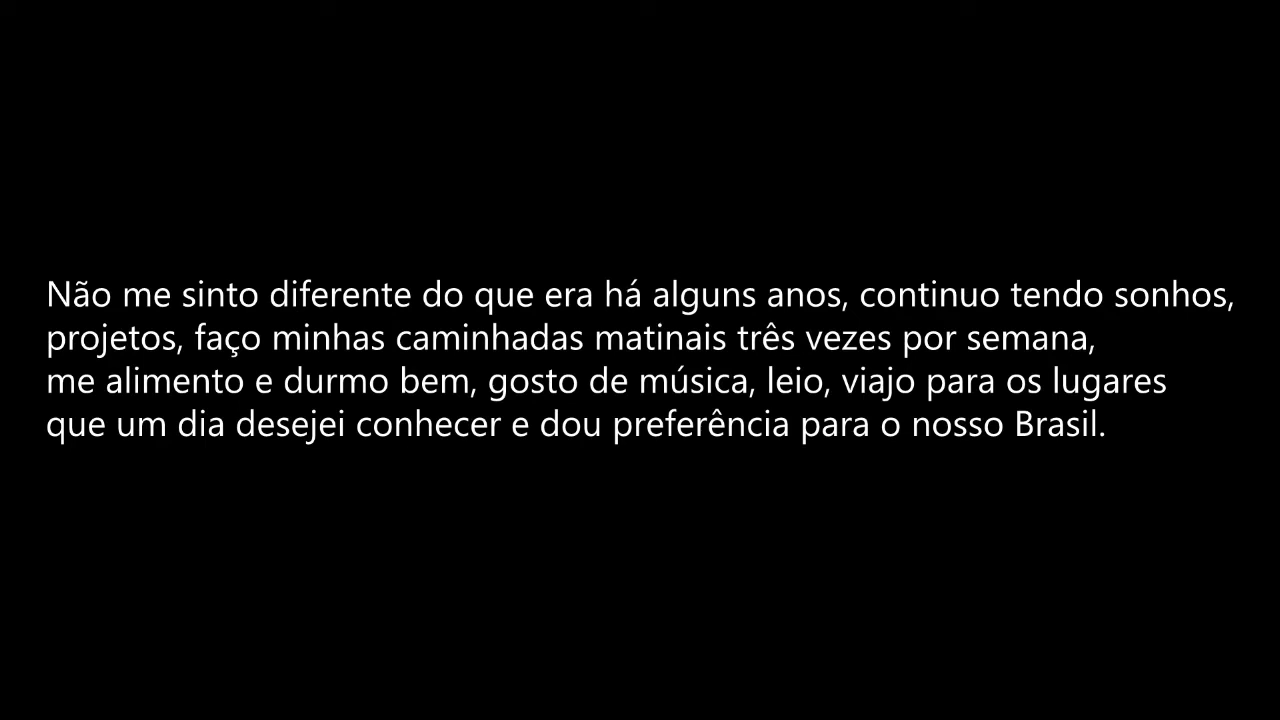 Não me sinto diferente do que era há alguns anos, continuo tendo sonhos,
projetos, faço minhas caminhadas matinais três vezes por semana,
me alimento e durmo bem, gosto de música, leio, viajo para os lugares
que um dia desejei conhecer e dou preferência para o nosso Brasil.